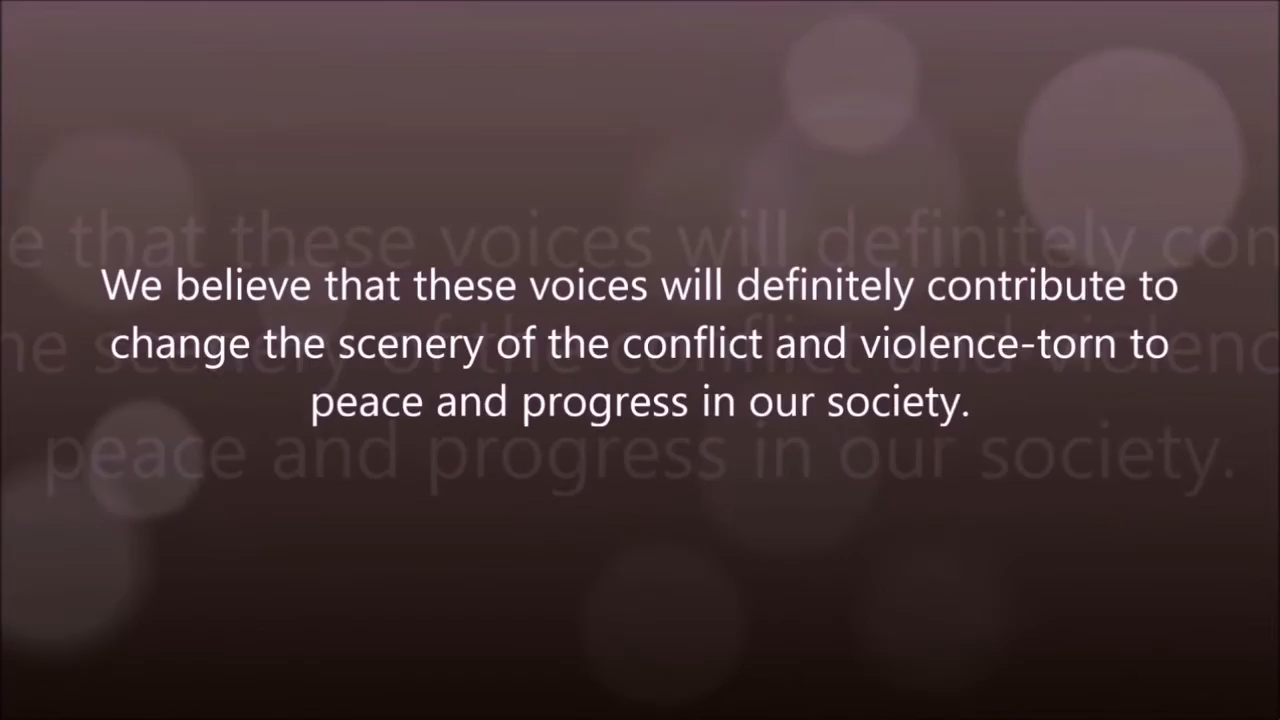 We believe that these voices will definitely contribute to
change the scenery of the conflict and violence-torn to
peace and progress in our society.